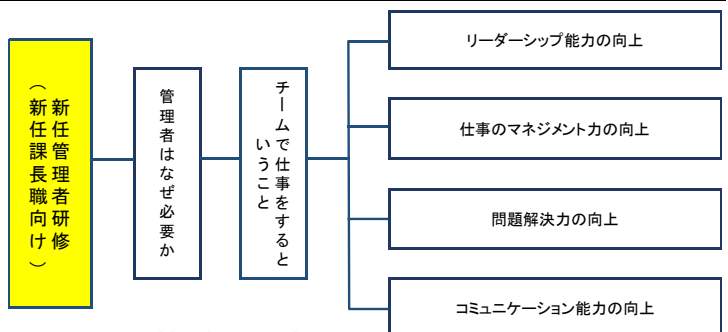 新任管理者研修
（新任課長職向け）
管理者はなぜ必要か
チームで仕事をすると
いうこと
リーダーシップ能力の向上
仕事のマネジメント力の向上
問題解決力の向上
コミュニケーション能力の向上